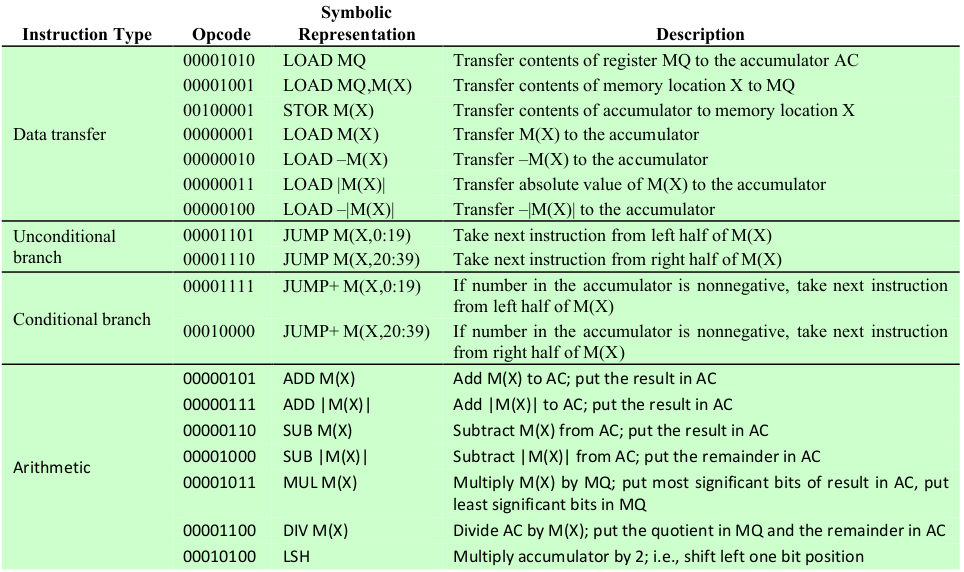 Symbolic
Instruction Type Opcode Representation Description
00001010 LOAD MQ Transfer contents of register MQ to the accumulator AC
00001001 LOAD MQ,M(X) Transfer contents of memory location X to MQ
00100001 STOR M(X) Transfer contents of accumulator to memory location X
Data transfer 00000001 LOAD M(X) Transfer M(X) to the accumulator
00000010 LOAD –M(X) Transfer –M(X) to the accumulator
00000011 LOAD |M(X)| Transfer absolute value of M(X) to the accumulator
00000100 LOAD –|M(X)| Transfer –|M(X)| to the accumulator
Unconditional 00001101 JUMP M(X,0:19) Take next instruction from left half of M(X)
branch 00001110 JUMP M(X,20:39) Take next instruction from right half of M(X)
00001111 JUMP+ M(X,0:19) If number in the accumulator is nonnegative, take next instruction
from left half of M(X)
Conditional branch
00010000 JUMP+ M(X,20:39) If number in the accumulator is nonnegative, take next instruction
from right half of M(X)
00000101 ADD M(X) Add M(X) to AC; put the result in AC
00000111 ADD |M(X)| Add |M(X)| to AC; put the result in AC
00000110 SUB M(X) Subtract M(X) from AC; put the result in AC
00001000 SUB |M(X)| Subtract |M(X)| from AC; put the remainder in AC
Arithmetic
00001011 MUL M(X) Multiply M(X) by MQ; put most significant bits of result in AC, put
least significant bits in MQ
00001100 DIV M(X) Divide AC by M(X); put the quotient in MQ and the remainder in AC
00010100 LSH Multiply accumulator by 2; i.e., shift left one bit position